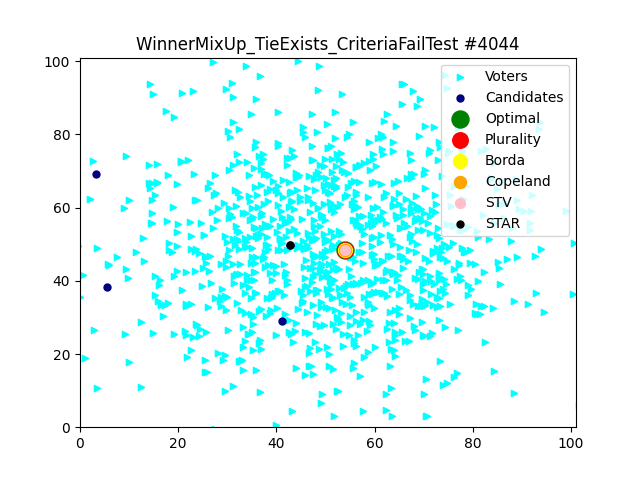 WinnerMixUp_TieExists_CriteriaFailTest #4044
100
80
60
40
20
0
0
20
40
60
80
100
Voters
Candidates
Optimal
Plurality
Borda
Copeland
STV
STAR